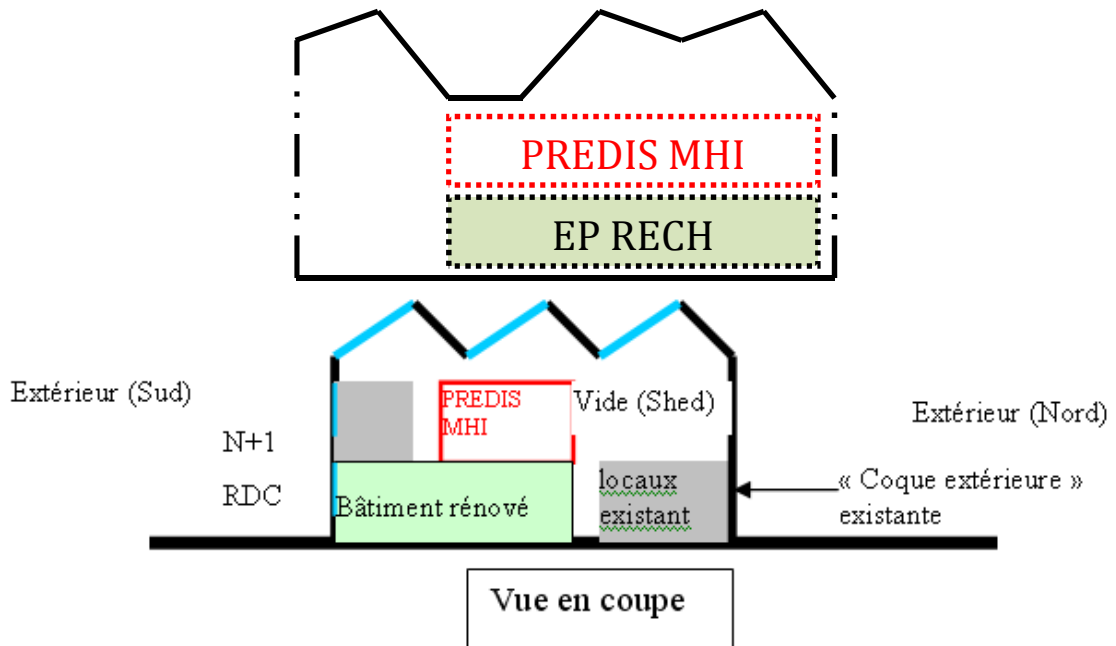 PREDIS MHI
EP RECH
Extérieur (Sud)
N+1
RDC
PREDIS
MHI
Vide (Shed)
Bâtiment rénové
locaux
existant
Extérieur (Nord)
« Coque extérieure »
existante
Vue en coupe